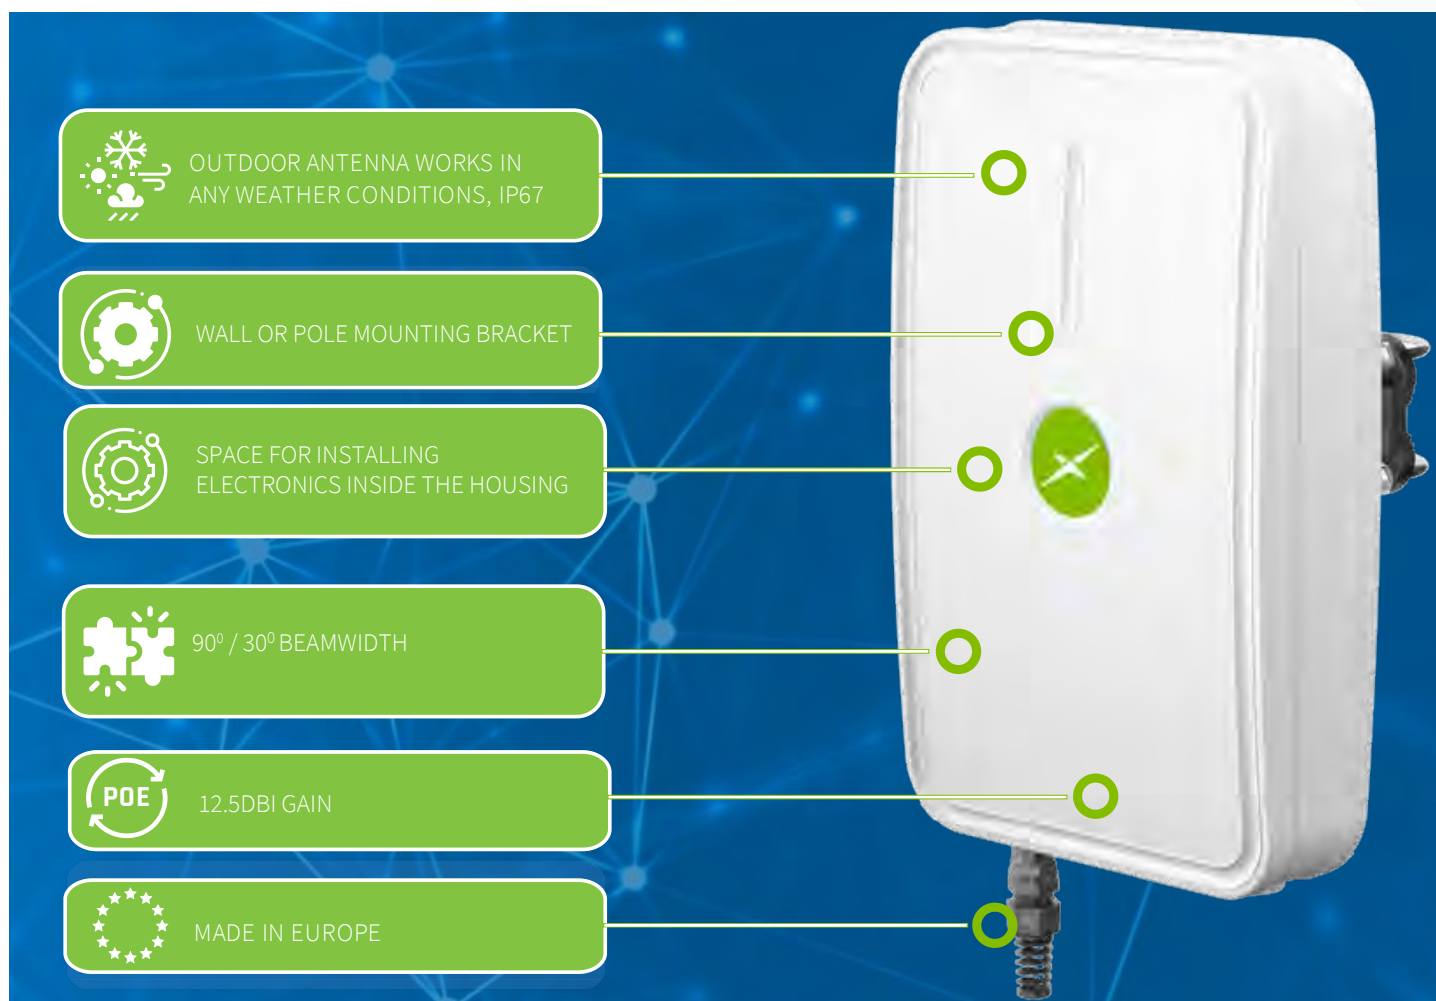 OUTDOOR ANTENNA WORKS IN
ANY WEATHER CONDITIONS, IP67
WALL OR POLE MOUNTING BRACKET
SPACE FOR INSTALLING
ELECTRONICS INSIDE THE HOUSING
90⁰ / 30⁰ BEAMWIDTH
POE
12.5DBI GAIN
MADE IN EUROPE